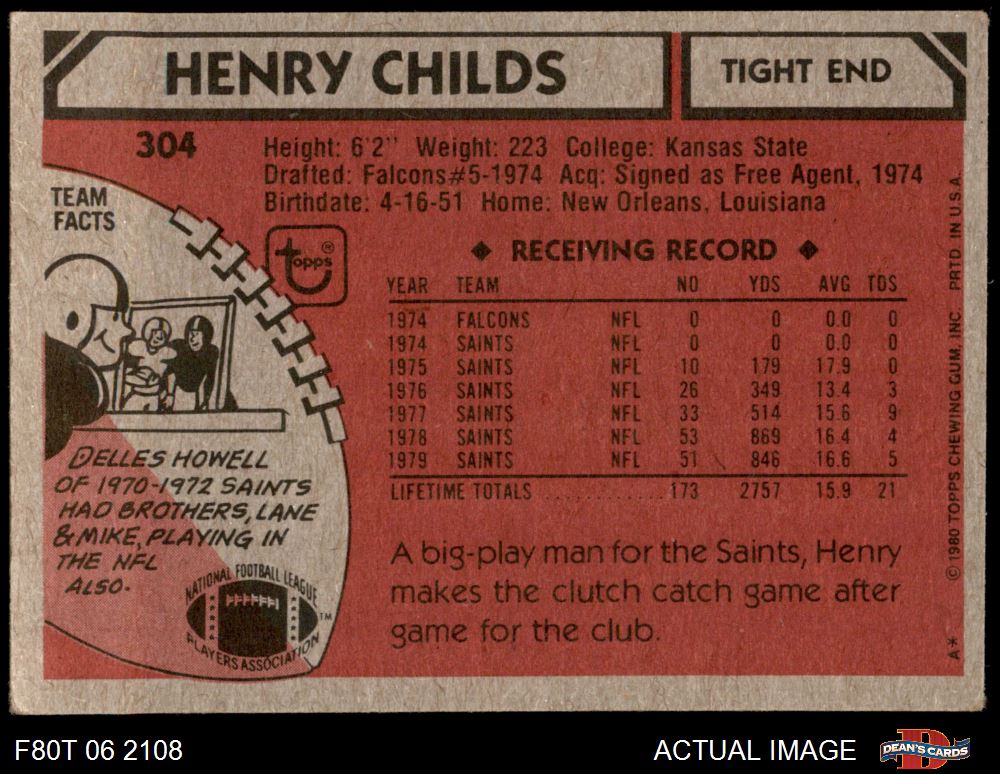 HENRY CHILDS
TIGHT END
304
Height: 6'2" Weight: 223 College: Kansas State
Drafted: Falcons#5-1974 Acq: Signed as Free Agent, 1974
Birthdate: 4-16-51 Home: New Orleans, Louisiana
TEAM
FACTS
topps®
◆ RECEIVING RECORD ◆
YEAR TEAM NO YDS AVG TDS
1974 FALCONS NFL 0 0 0.0 0
1974 SAINTS NFL 0 0 0.0 0
1975 SAINTS NFL 10 179 17.9 0
1976 SAINTS NFL 26 349 13.4 3
1977 SAINTS NFL 33 514 15.6 9
1978 SAINTS NFL 53 869 16.4 4
1979 SAINTS NFL 51 846 16.6 5
LIFETIME TOTALS ............ 173 2757 15.9 21
DELLES HOWELL
OF 1970-1972 SAINTS
HAD BROTHERS, LANE
& MIKE, PLAYING IN
THE NFL
ALSO.
NATIONAL FOOTBALL LEAGUE
PLAYERS ASSOCIATION
TM
A big-play man for the Saints, Henry
makes the clutch catch game after
game for the club.
A* © 1980 TOPPS CHEWING GUM, INC. PRTD IN U.S.A.
F80T 06 2108
ACTUAL IMAGE
DEAN'S CARDS